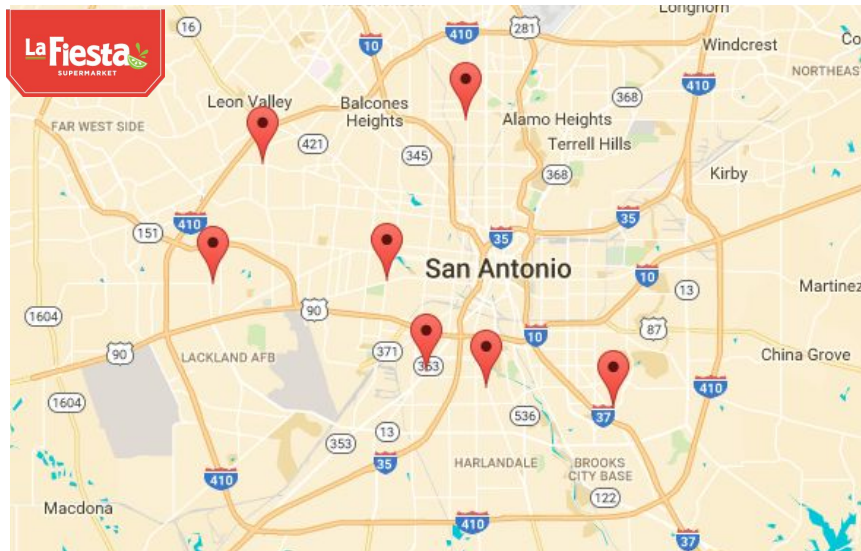 Longhorn
16
281
410
10
Windcrest
Co
La Fiesta
SUPERMARKET
NORTHEAS
410
Leon Valley
Balcones
Heights
368
Alamo Heights
FAR WEST SIDE
421
Terrell Hills
345
368
Kirby
410
151
35
35
San Antonio
10
13
Martinez
1604
90
10
87
90
LACKLAND AFB
371
353
China Grove
410
1604
536
37
13
353
35
HARLANDALE
BROOKS
CITY BASE
410
122
Macdona
410
37